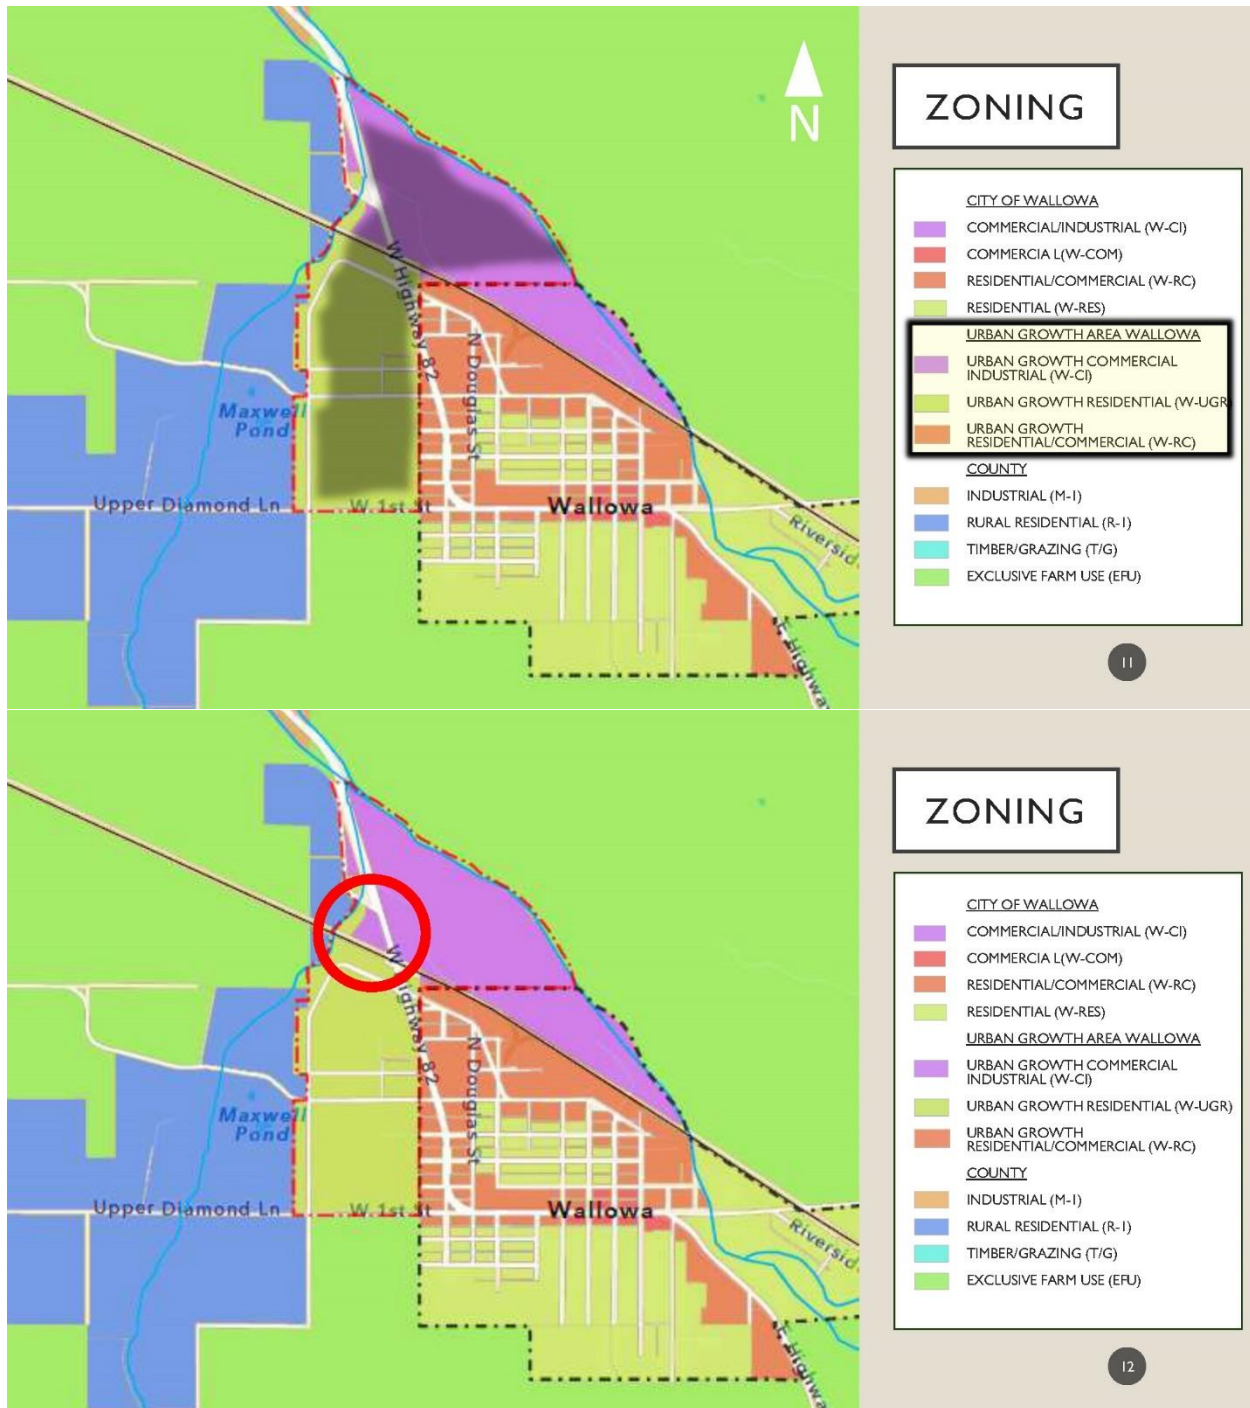 N
ZONING
CITY OF WALLOWA
COMMERCIAL/INDUSTRIAL (W-CI)
COMMERCIA L(W-COM)
RESIDENTIAL/COMMERCIAL (W-RC)
RESIDENTIAL (W-RES)
URBAN GROWTH AREA WALLOWA
URBAN GROWTH COMMERCIAL
INDUSTRIAL (W-CI)
URBAN GROWTH RESIDENTIAL (W-UGR
URBAN GROWTH
RESIDENTIAL/COMMERCIAL (W-RC)
COUNTY
INDUSTRIAL (M-1)
RURAL RESIDENTIAL (R-1)
TIMBER/GRAZING (T/G)
EXCLUSIVE FARM USE (EFU)
11
W Highway 82
N Douglas St
Maxwell
Pond
Upper Diamond Ln
W 1st St
Wallowa
Riversid
E Highway
ZONING
CITY OF WALLOWA
COMMERCIAL/INDUSTRIAL (W-CI)
COMMERCIA L(W-COM)
RESIDENTIAL/COMMERCIAL (W-RC)
RESIDENTIAL (W-RES)
URBAN GROWTH AREA WALLOWA
URBAN GROWTH COMMERCIAL
INDUSTRIAL (W-CI)
URBAN GROWTH RESIDENTIAL (W-UGR)
URBAN GROWTH
RESIDENTIAL/COMMERCIAL (W-RC)
COUNTY
INDUSTRIAL (M-1)
RURAL RESIDENTIAL (R-1)
TIMBER/GRAZING (T/G)
EXCLUSIVE FARM USE (EFU)
12
W Highway 82
N Douglas St
Maxwell
Pond
Upper Diamond Ln
W 1st St
Wallowa
Riversid
E Highway